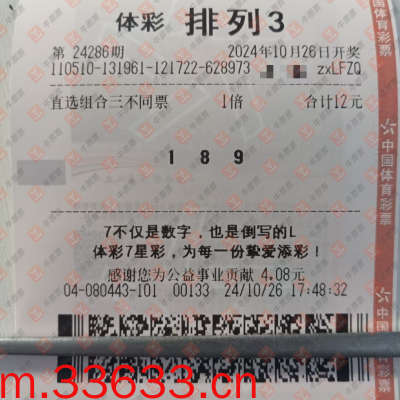 体彩 排列3
第 24286期 2024年10月26日开奖
110510-131961-121722-628973 zxLFZQ
直选组合三不同票 1倍 合计12元
1 8 9
7不仅是数字，也是倒写的L
体彩7星彩，为每一份挚爱添彩！
感谢您为公益事业贡献 4.08元
04-080443-101 00133 24/10/26 17:48:32
中国体育彩票
中国体育彩票
m.33633.cn